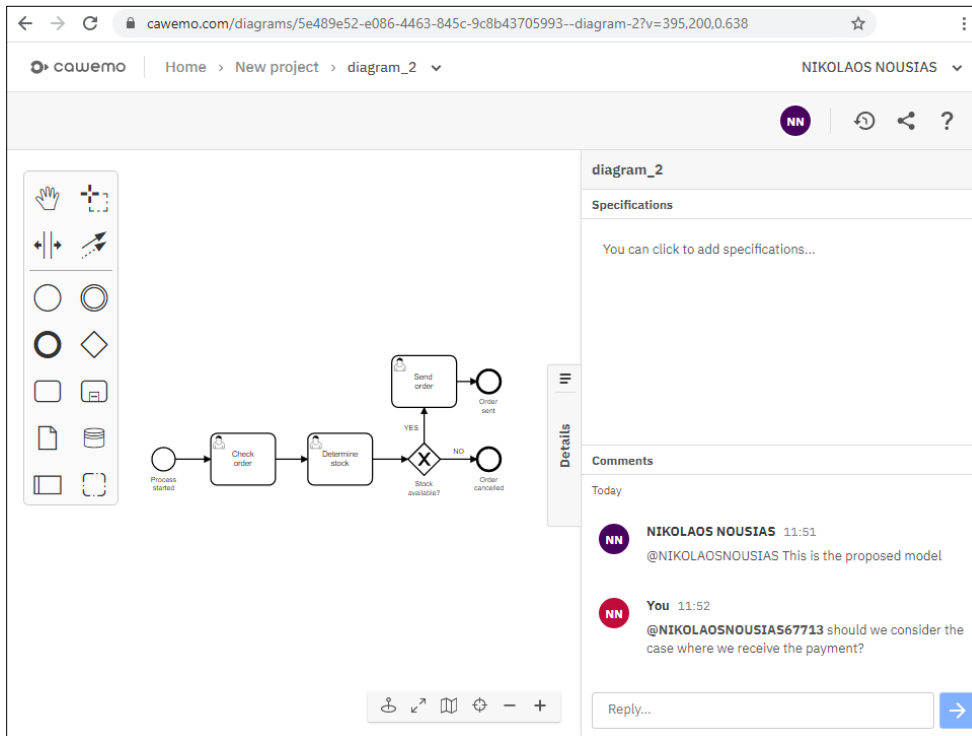 cawemo.com/diagrams/5e489e52-e086-4463-845c-9c8b43705993--diagram-2?v=395,200,0.638
cawemo
Home > New project > diagram_2
NIKOLAOS NOUSIAS
NN
?
diagram_2
Specifications
You can click to add specifications...
Send
order
Order
sent
YES
Check
order
Determine
stock
X
NO
Process
started
Stock
available?
Order
cancelled
Details
Comments
Today
NN
NIKOLAOS NOUSIAS 11:51
@NIKOLAOSNOUSIAS This is the proposed model
NN
You 11:52
@NIKOLAOSNOUSIAS67713 should we consider the
case where we receive the payment?
Reply...